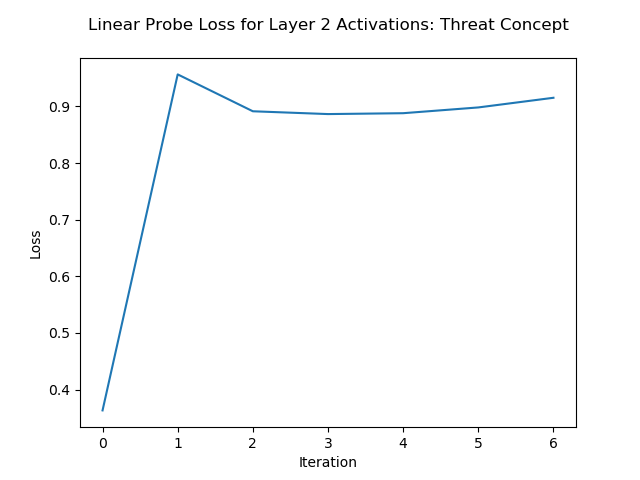 Linear Probe Loss for Layer 2 Activations: Threat Concept
0.9
0.8
0.7
0.6
0.5
0.4
Loss
0 1 2 3 4 5 6
Iteration